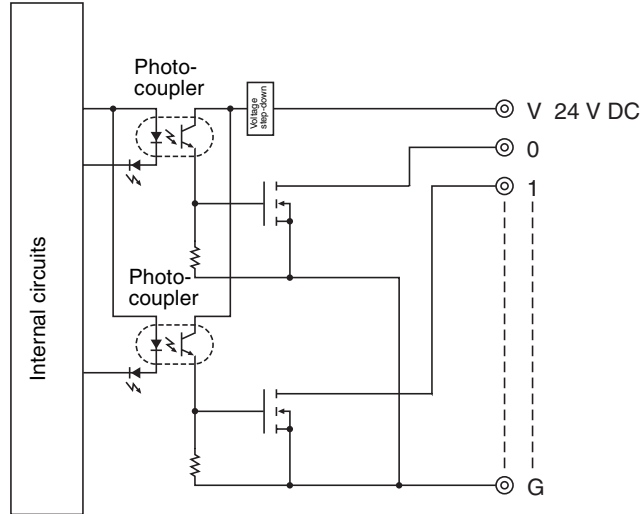 Photo-
coupler
Voltage
step-down
V 24 V DC
0
1
Photo-
coupler
Internal circuits
G